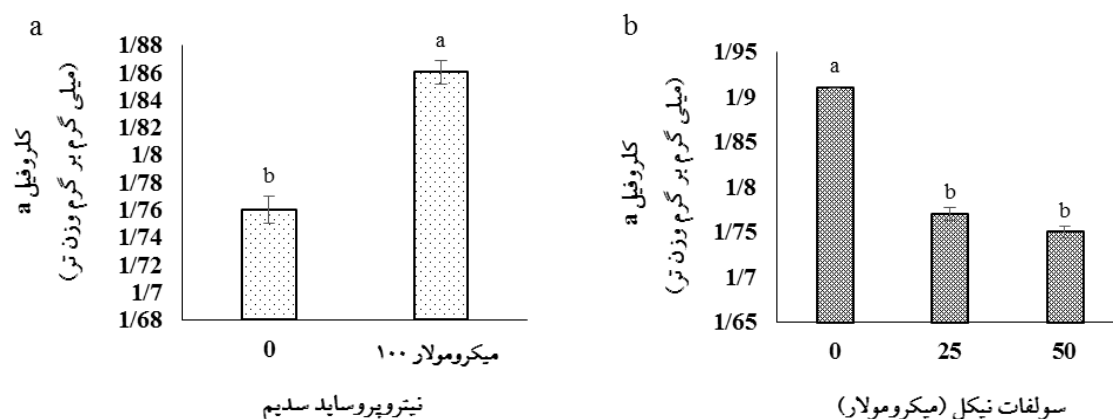 a
کلروفیل a
(میلی گرم بر گرم وزن تر)
1/88
1/86
1/84
1/82
1/8
1/78
1/76
1/74
1/72
1/7
1/68
b
a
0
۱۰۰ میکرومولار
نیتروپروساید سدیم
b
کلروفیل a
(میلی گرم بر گرم وزن تر)
1/95
1/9
1/85
1/8
1/75
1/7
1/65
a
b
b
0
25
50
سولفات نیکل (میکرومولار)